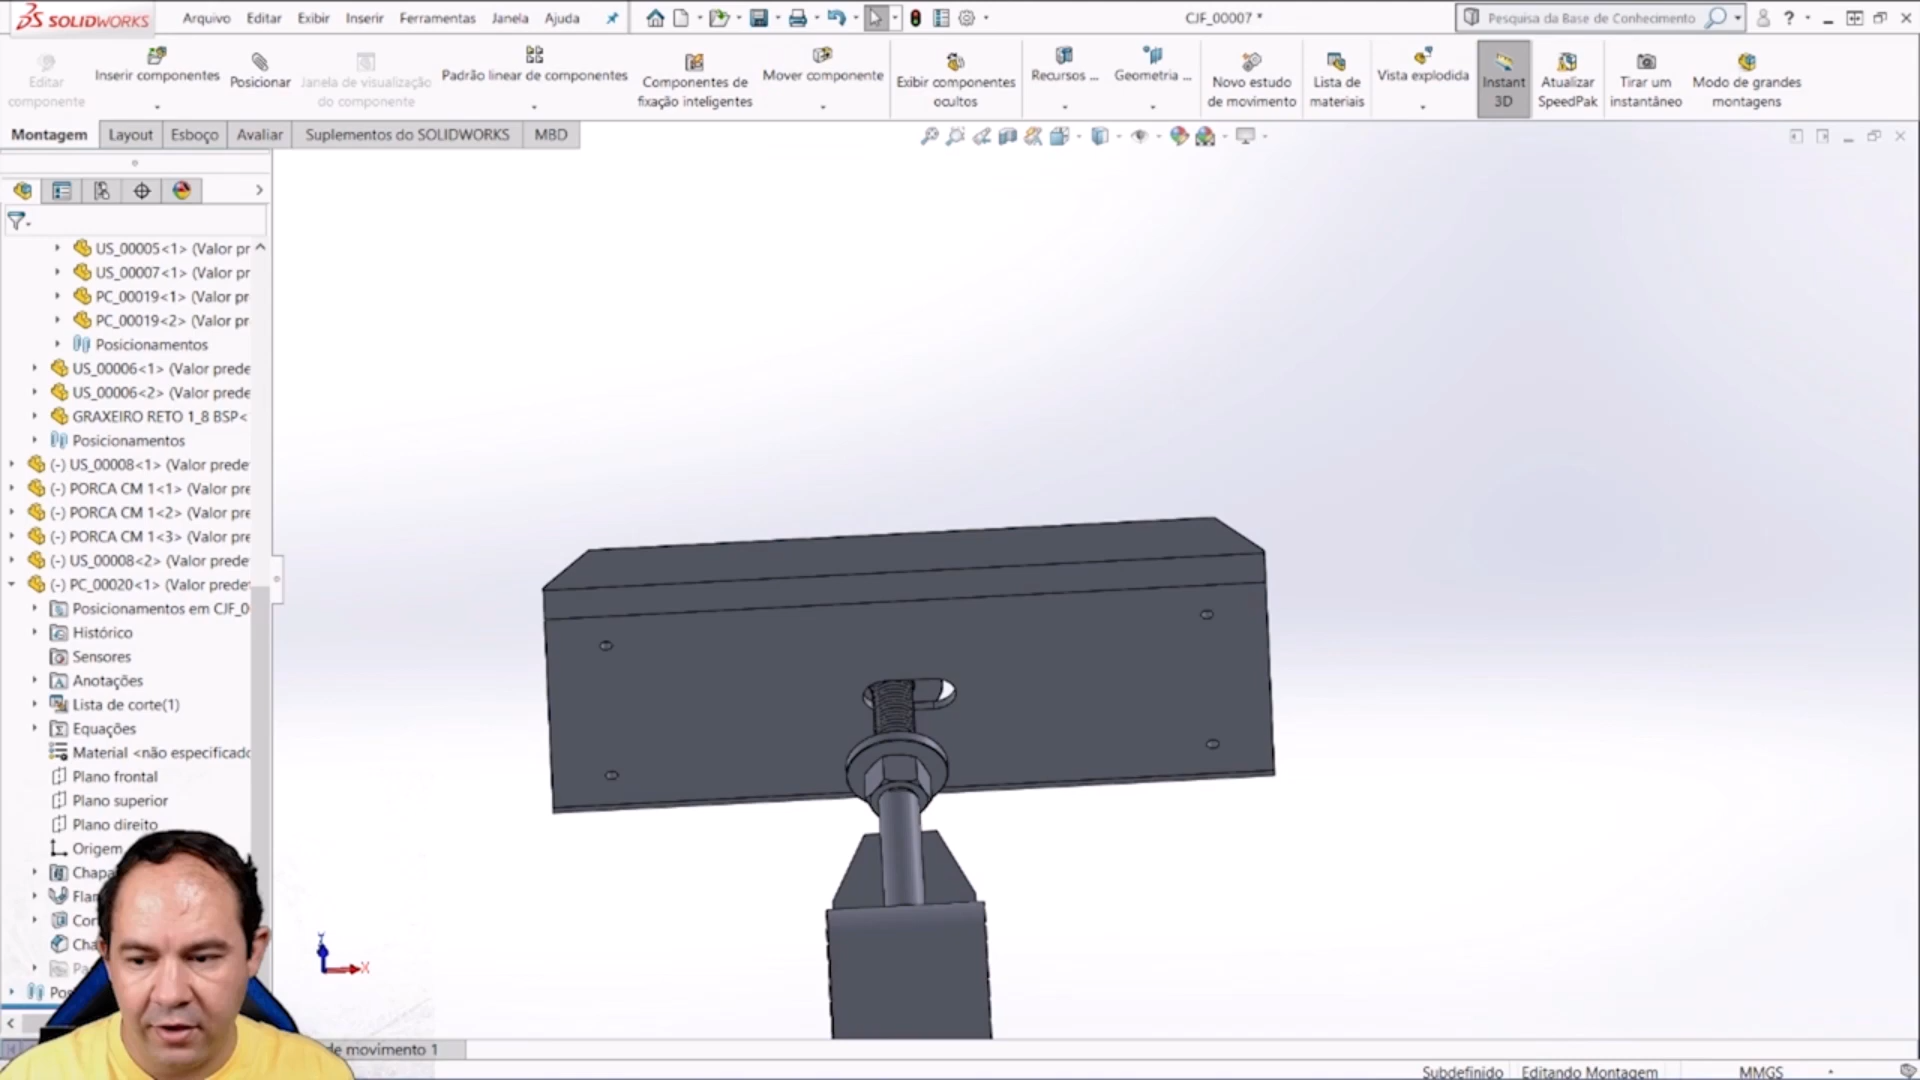 SOLIDWORKS
Arquivo Editar Exibir Inserir Ferramentas Janela Ajuda
CJF_00007 *
Pesquisa da Base de Conhecimento
Editar componente
Inserir componentes
Posicionar
Janela de visualização do componente
Padrão linear de componentes
Componentes de fixação inteligentes
Mover componente
Exibir componentes ocultos
Recursos ...
Geometria ...
Novo estudo de movimento
Lista de materiais
Vista explodida
Instant 3D
Atualizar SpeedPak
Tirar um instantâneo
Modo de grandes montagens
Montagem Layout Esboço Avaliar Suplementos do SOLIDWORKS MBD
US_00005<1> (Valor pr
US_00007<1> (Valor pr
PC_00019<1> (Valor pr
PC_00019<2> (Valor pr
Posicionamentos
US_00006<1> (Valor prede
US_00006<2> (Valor prede
GRAXEIRO RETO 1_8 BSP<
Posicionamentos
(-) US_00008<1> (Valor prede
(-) PORCA CM 1<1> (Valor pre
(-) PORCA CM 1<2> (Valor pre
(-) PORCA CM 1<3> (Valor pre
(-) US_00008<2> (Valor prede
(-) PC_00020<1> (Valor prede
Posicionamentos em CJF_0
Histórico
Sensores
Anotações
Lista de corte(1)
Equações
Material <não especificado
Plano frontal
Plano superior
Plano direito
Origem
Chapa
Flan
Cor
Cha
Pa
Pos
Y
X
de movimento 1
Subdefinido Editando Montagem MMGS